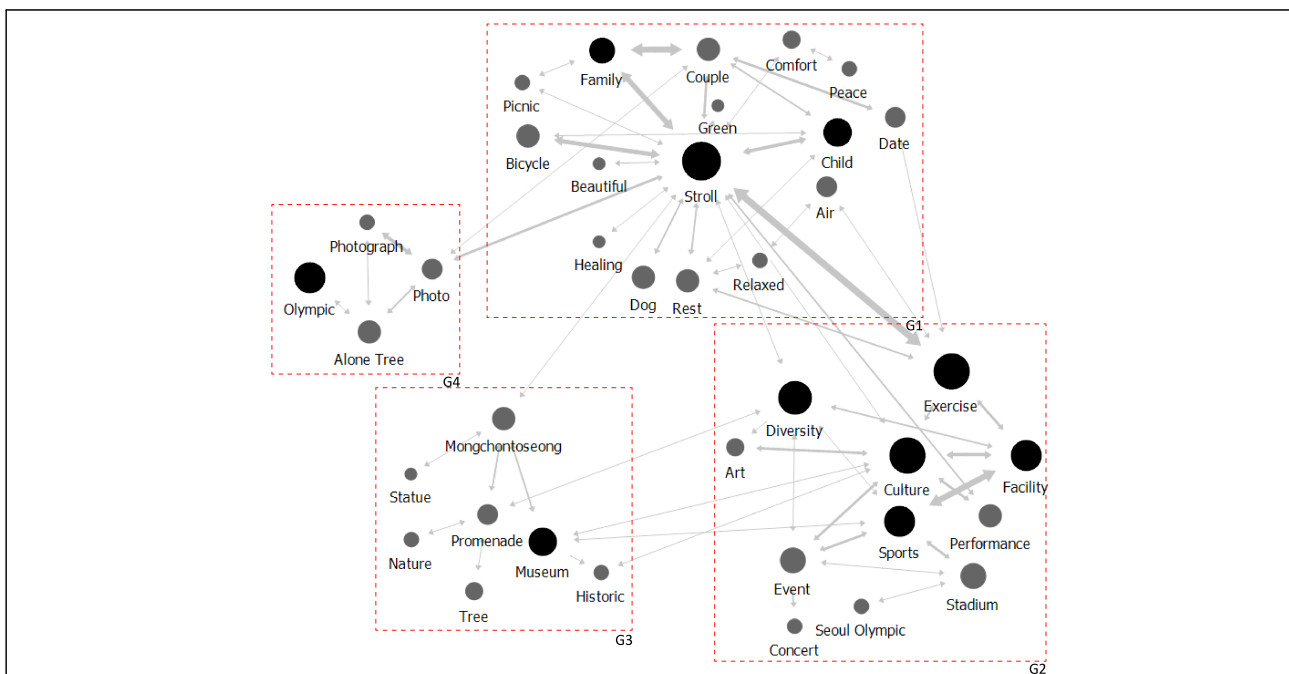 Family
Couple
Comfort
Peace
Picnic
Green
Date
Bicycle
Child
Beautiful
Stroll
Air
Healing
Relaxed
Dog
Rest
G1
Photograph
Olympic
Photo
Alone Tree
G4
Exercise
Diversity
Art
Culture
Facility
Sports
Performance
Event
Stadium
Seoul Olympic
Concert
G2
Mongchontoseong
Statue
Promenade
Nature
Museum
Historic
Tree
G3